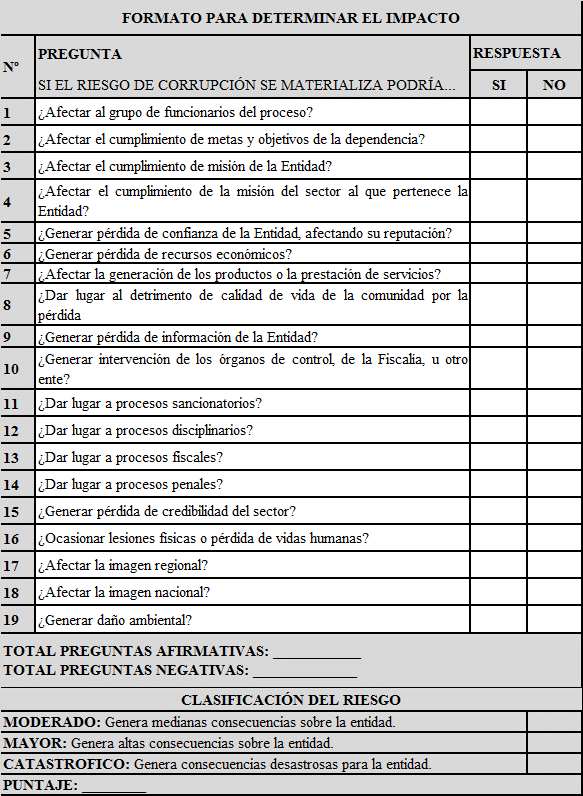 FORMATO PARA DETERMINAR EL IMPACTO
Nº
PREGUNTA
SI EL RIESGO DE CORRUPCIÓN SE MATERIALIZA PODRÍA...
RESPUESTA
SI NO
1 ¿Afectar al grupo de funcionarios del proceso?
2 ¿Afectar el cumplimiento de metas y objetivos de la dependencia?
3 ¿Afectar el cumplimiento de misión de la Entidad?
4 ¿Afectar el cumplimiento de la misión del sector al que pertenece la
Entidad?
5 ¿Generar pérdida de confianza de la Entidad, afectando su reputación?
6 ¿Generar pérdida de recursos económicos?
7 ¿Afectar la generación de los productos o la prestación de servicios?
8 ¿Dar lugar al detrimento de calidad de vida de la comunidad por la
pérdida
9 ¿Generar pérdida de información de la Entidad?
10 ¿Generar intervención de los órganos de control, de la Fiscalía, u otro
ente?
11 ¿Dar lugar a procesos sancionatorios?
12 ¿Dar lugar a procesos disciplinarios?
13 ¿Dar lugar a procesos fiscales?
14 ¿Dar lugar a procesos penales?
15 ¿Generar pérdida de credibilidad del sector?
16 ¿Ocasionar lesiones físicas o pérdida de vidas humanas?
17 ¿Afectar la imagen regional?
18 ¿Afectar la imagen nacional?
19 ¿Generar daño ambiental?
TOTAL PREGUNTAS AFIRMATIVAS: ____________
TOTAL PREGUNTAS NEGATIVAS: ______________
CLASIFICACIÓN DEL RIESGO
MODERADO: Genera medianas consecuencias sobre la entidad.
MAYOR: Genera altas consecuencias sobre la entidad.
CATASTROFICO: Genera consecuencias desastrosas para la entidad.
PUNTAJE: _________